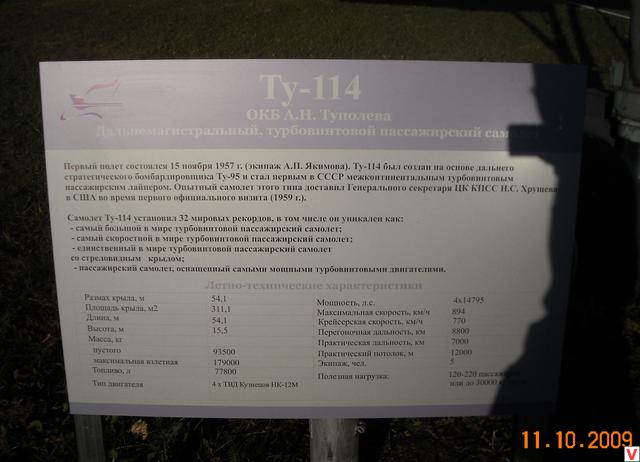 Ту-114
ОКБ А.Н. Туполева
Дальнемагистральный, турбовинтовой пассажирский самолет
Первый полет состоялся 15 ноября 1957 г. (экипаж А.П. Якимова). Ту-114 был создан на основе дальнего
стратегического бомбардировщика Ту-95 и стал первым в СССР межконтинентальным турбовинтовым
пассажирским лайнером. Опытный самолет этого типа доставил Генерального секретаря ЦК КПСС Н.С. Хрущева
в США во время первого официального визита (1959 г.).
Самолет Ту-114 установил 32 мировых рекордов, в том числе он уникален как:
- самый большой в мире турбовинтовой пассажирский самолет;
- самый скоростной в мире турбовинтовой пассажирский самолет;
- единственный в мире турбовинтовой пассажирский самолет
со стреловидным крылом;
- пассажирский самолет, оснащенный самыми мощными турбовинтовыми двигателями.
Летно-технические характеристики
Размах крыла, м 54,1
Площадь крыла, м2 311,1
Длина, м 54,1
Высота, м 15,5
Масса, кг
пустого 93500
максимальная взлетная 179000
Топливо, л 77800
Тип двигателя 4 х ТВД Кузнецов НК-12М
Мощность, л.с. 4х14795
Максимальная скорость, км/ч 894
Крейсерская скорость, км/ч 770
Перегоночная дальность, км 8800
Практическая дальность, км 7000
Практический потолок, м 12000
Экипаж, чел. 5
Полезная нагрузка: 120-220 пассажиров
или до 30000 кг
11.10.2009
V